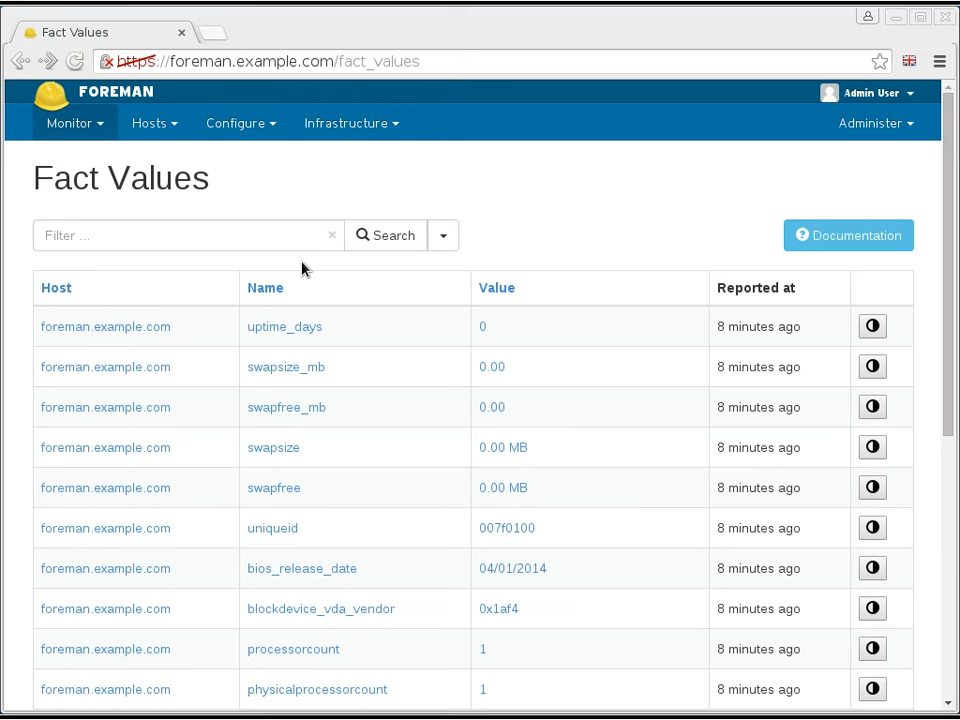 Fact Values
https://foreman.example.com/fact_values
FOREMAN
Admin User
Monitor Hosts Configure Infrastructure Administer
Fact Values
Filter ... Search Documentation
Host Name Value Reported at
foreman.example.com uptime_days 0 8 minutes ago
foreman.example.com swapsize_mb 0.00 8 minutes ago
foreman.example.com swapfree_mb 0.00 8 minutes ago
foreman.example.com swapsize 0.00 MB 8 minutes ago
foreman.example.com swapfree 0.00 MB 8 minutes ago
foreman.example.com uniqueid 007f0100 8 minutes ago
foreman.example.com bios_release_date 04/01/2014 8 minutes ago
foreman.example.com blockdevice_vda_vendor 0x1af4 8 minutes ago
foreman.example.com processorcount 1 8 minutes ago
foreman.example.com physicalprocessorcount 1 8 minutes ago